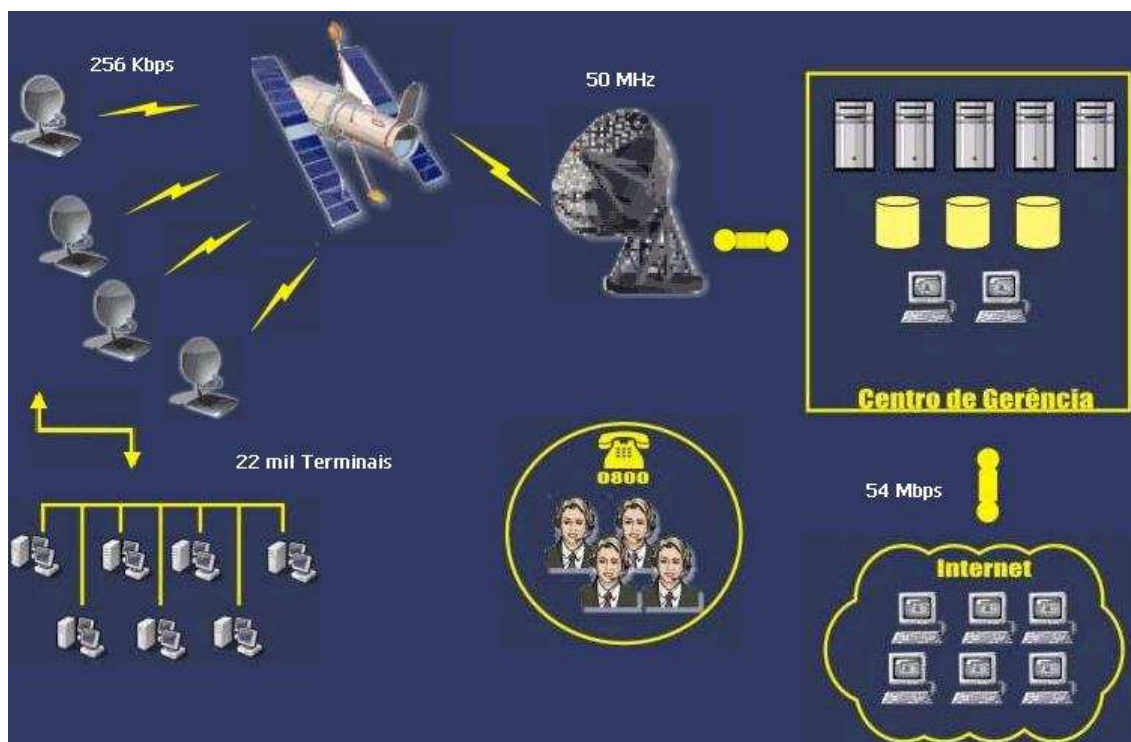 256 Kbps
50 MHz
Centro de Gerência
22 mil Terminais
0800
54 Mbps
Internet